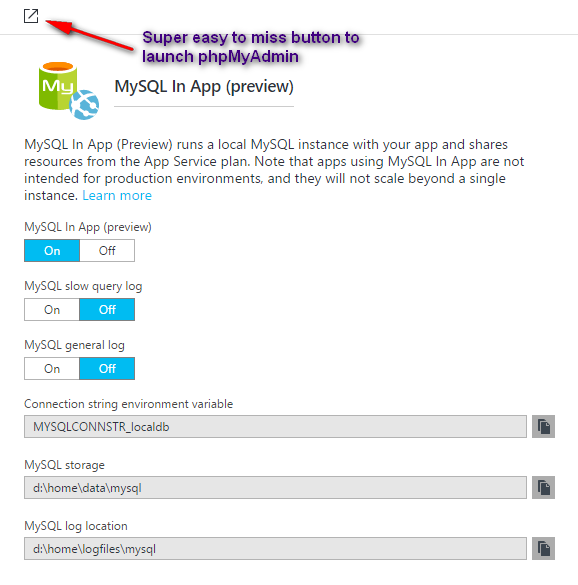 Super easy to miss button to
launch phpMyAdmin
My
MySQL In App (preview)
MySQL In App (Preview) runs a local MySQL instance with your app and shares
resources from the App Service plan. Note that apps using MySQL In App are not
intended for production environments, and they will not scale beyond a single
instance. Learn more
MySQL In App (preview)
On Off
MySQL slow query log
On Off
MySQL general log
On Off
Connection string environment variable
MYSQLCONNSTR_localdb
MySQL storage
d:\home\data\mysql
MySQL log location
d:\home\logfiles\mysql